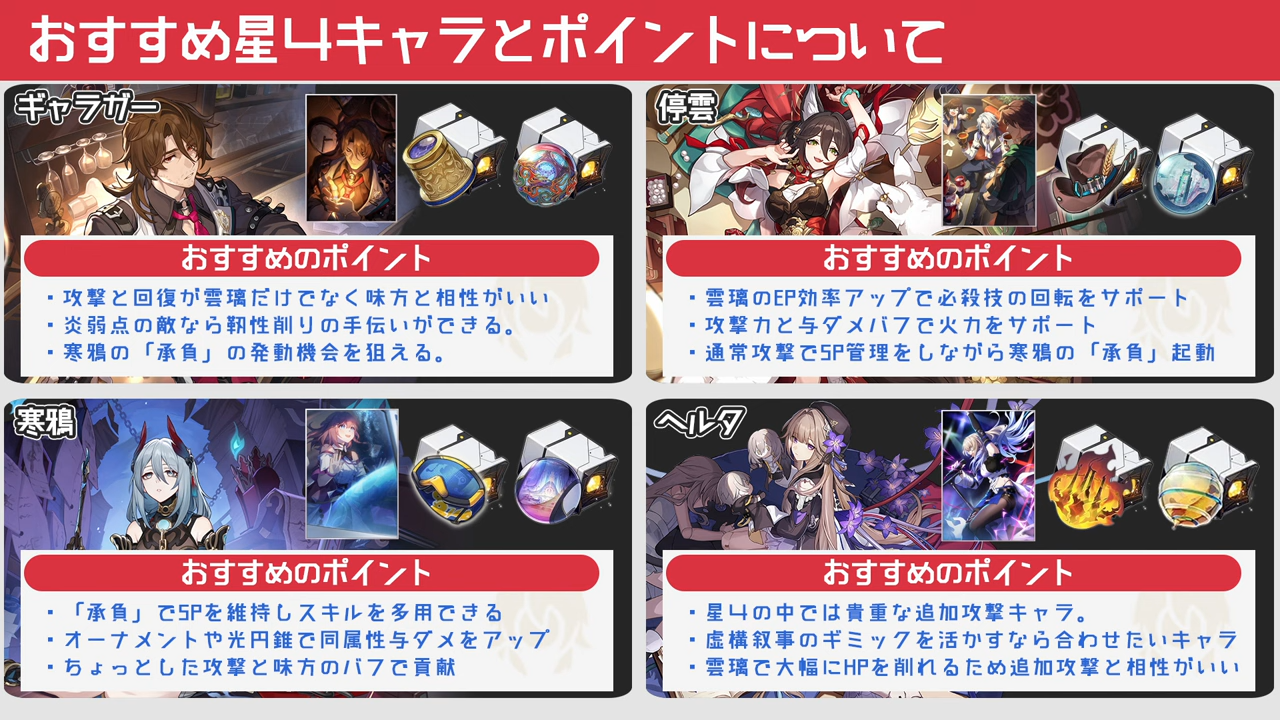 おすすめ星4キャラとポイントについて
ギャラガー
おすすめのポイント
・攻撃と回復が雲璃だけでなく味方と相性がいい
・炎弱点の敵なら靭性削りの手伝いができる。
・寒鴉の「承負」の発動機会を狙える。
停雲
おすすめのポイント
・雲璃のEP効率アップで必殺技の回転をサポート
・攻撃力と与ダメバフで火力をサポート
・通常攻撃でSP管理をしながら寒鴉の「承負」起動
寒鴉
おすすめのポイント
・「承負」でSPを維持しスキルを多用できる
・オーナメントや光円錐で同属性与ダメをアップ
・ちょっとした攻撃と味方のバフで貢献
ヘルタ
おすすめのポイント
・星4の中では貴重な追加攻撃キャラ。
・虚構叙事のギミックを活かすなら合わせたいキャラ
・雲璃で大幅にHPを削れるため追加攻撃と相性がいい